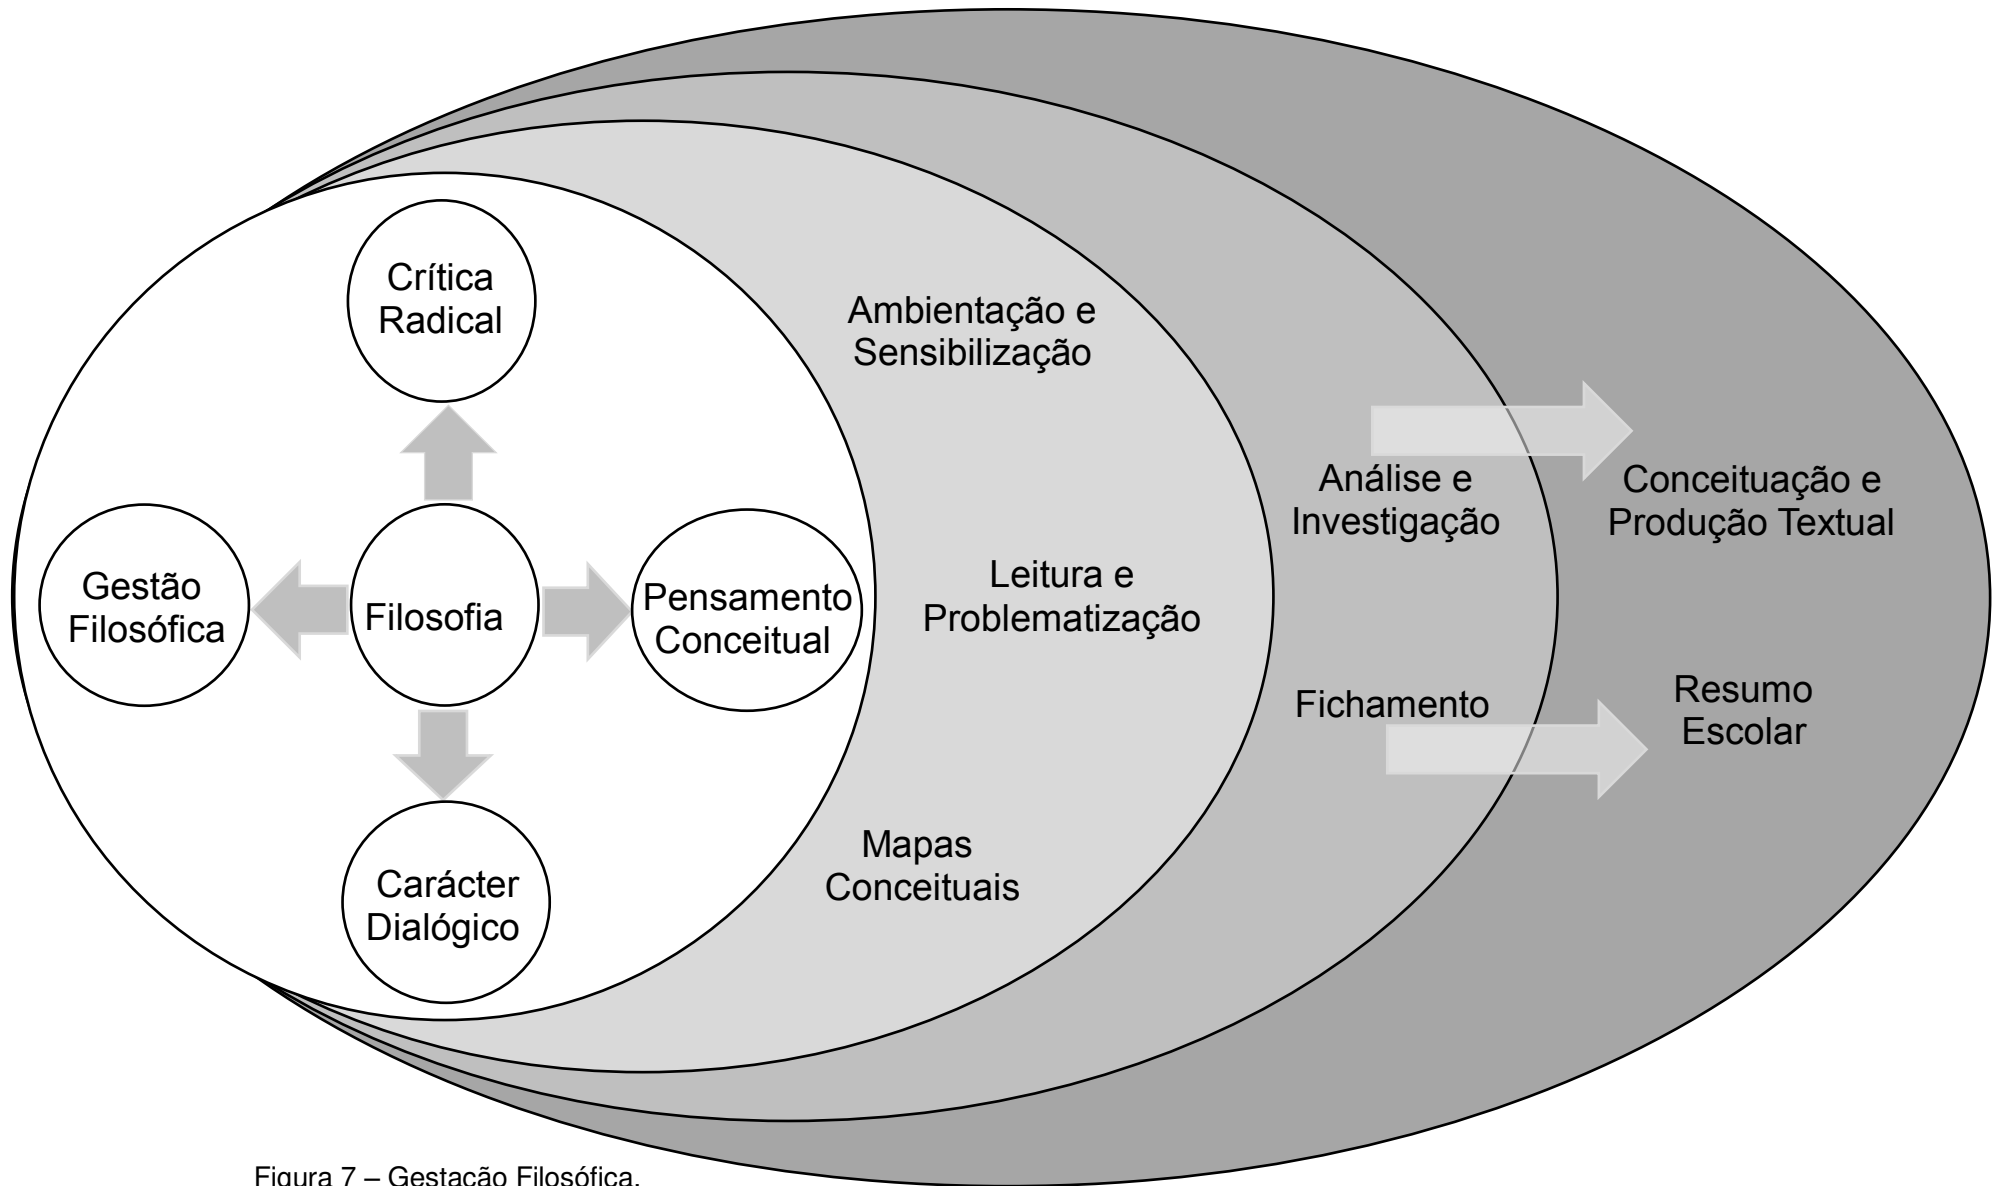 Crítica
Radical
Gestão
Filosófica
Filosofia
Pensamento
Conceitual
Carácter
Dialógico
Ambientação e
Sensibilização
Leitura e
Problematização
Mapas
Conceituais
Análise e
Investigação
Fichamento
Conceituação e
Produção Textual
Resumo
Escolar
Figura 7 – Gestação Filosófica.